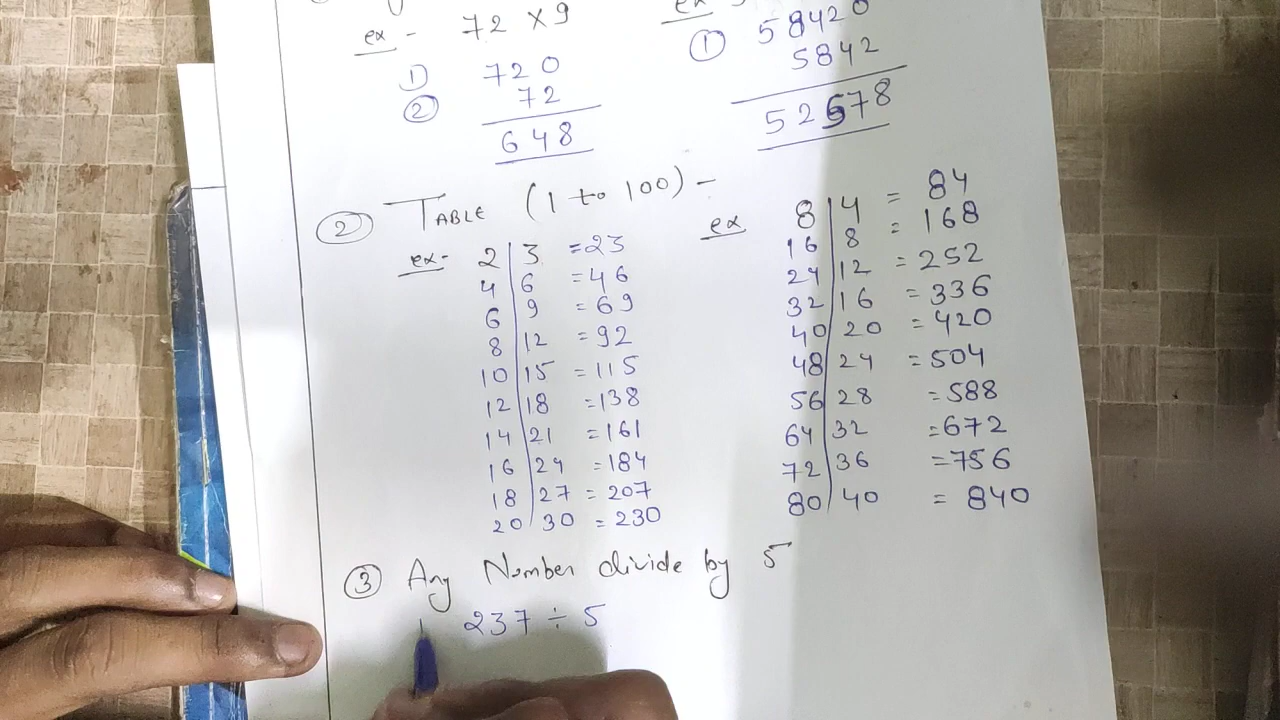 ex - 72 x 9
① 720
② 72
648
ex
① 58420
5842
52578
② TABLE (1 to 100) -
ex- 2 | 3 = 23
4 | 6 = 46
6 | 9 = 69
8 | 12 = 92
10 | 15 = 115
12 | 18 = 138
14 | 21 = 161
16 | 24 = 184
18 | 27 = 207
20 | 30 = 230
ex 8 | 4 = 84
16 | 8 = 168
24 | 12 = 252
32 | 16 = 336
40 | 20 = 420
48 | 24 = 504
56 | 28 = 588
64 | 32 = 672
72 | 36 = 756
80 | 40 = 840
③ Any Number divide by 5
237 ÷ 5